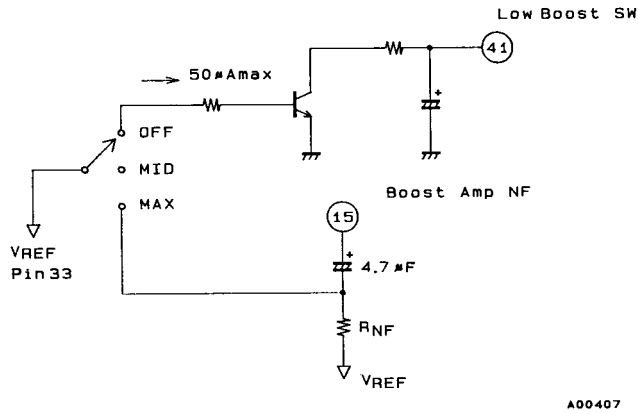 Low Boost SW
41
50μAmax
OFF
MID
MAX
VREF
Pin33
Boost Amp NF
15
+
4.7μF
+
RNF
VREF
A00407